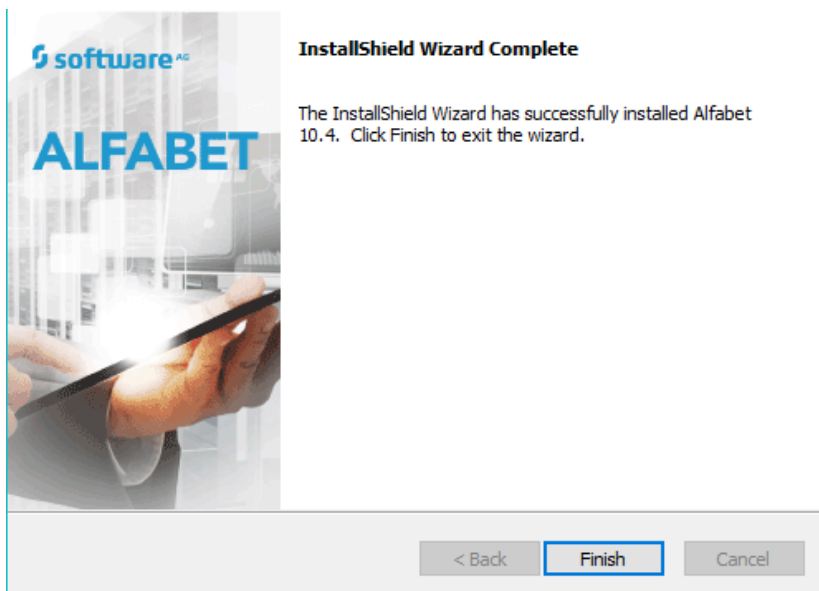 software AG
ALFABET
InstallShield Wizard Complete
The InstallShield Wizard has successfully installed Alfabet
10.4. Click Finish to exit the wizard.
< Back
Finish
Cancel